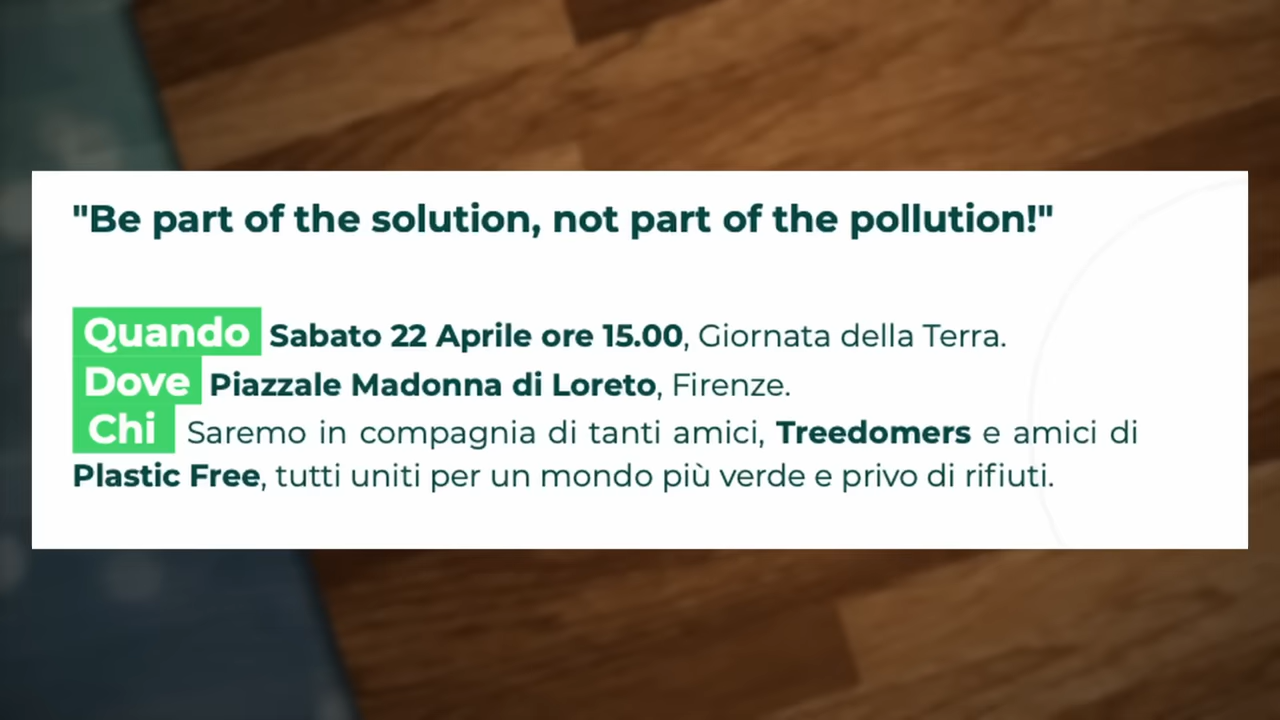 "Be part of the solution, not part of the pollution!"
Quando Sabato 22 Aprile ore 15.00, Giornata della Terra.
Dove Piazzale Madonna di Loreto, Firenze.
Chi Saremo in compagnia di tanti amici, Treedomers e amici di
Plastic Free, tutti uniti per un mondo più verde e privo di rifiuti.